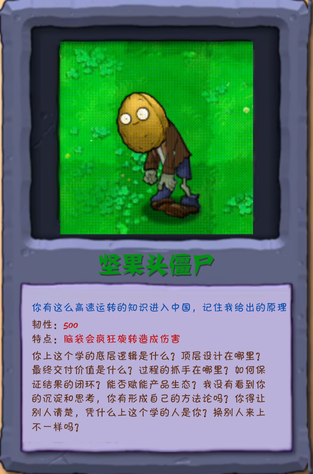 坚果头僵尸
你有这么高速运转的知识进入中国，记住我给出的原理
韧性：500
特点：脑袋会疯狂旋转造成伤害
你上这个学的底层逻辑是什么？顶层设计在哪里？
最终交付价值是什么？过程的抓手在哪里？如何保
证结果的闭环？能否赋能产品生态？我没有看到你
的沉淀和思考，你有形成自己的方法论吗？你得让
别人清楚，凭什么上这个学的人是你？换别人来上
不一样吗？